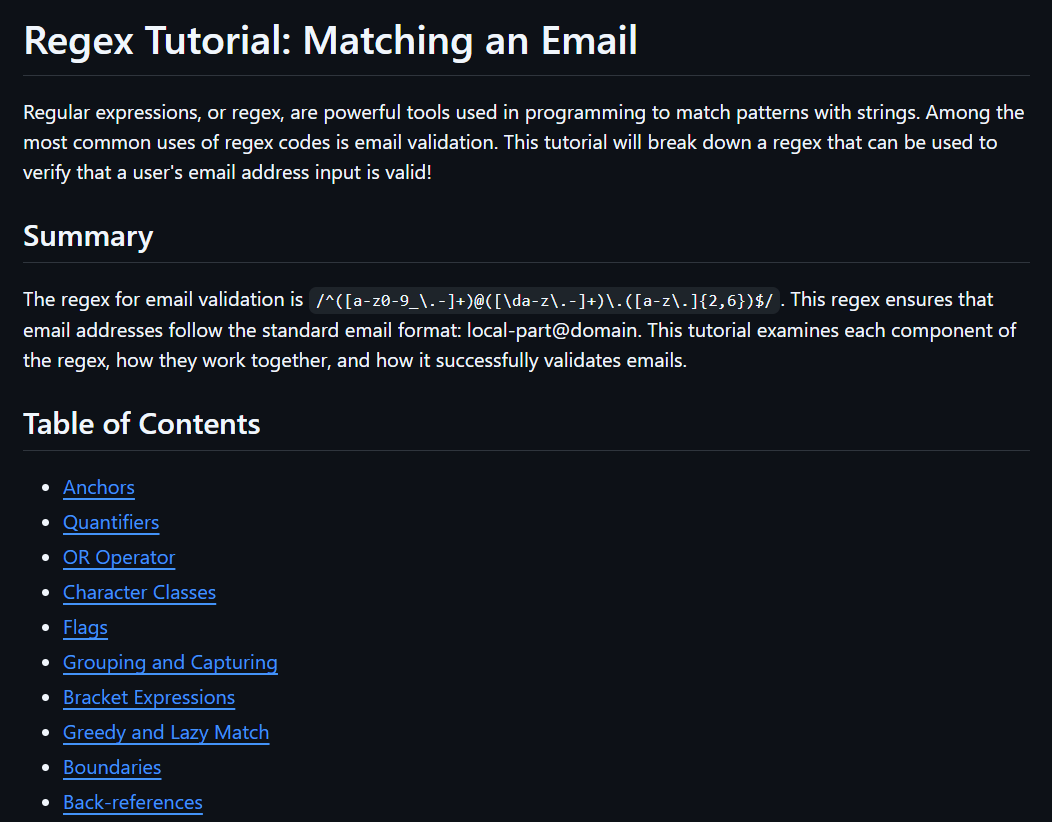 Regex Tutorial: Matching an Email
Regular expressions, or regex, are powerful tools used in programming to match patterns with strings. Among the
most common uses of regex codes is email validation. This tutorial will break down a regex that can be used to
verify that a user's email address input is valid!
Summary
The regex for email validation is /^([a-z0-9_\.-]+)@([\da-z\.-]+)\.([a-z\.]{2,6})$/ . This regex ensures that
email addresses follow the standard email format: local-part@domain. This tutorial examines each component of
the regex, how they work together, and how it successfully validates emails.
Table of Contents
• Anchors
• Quantifiers
• OR Operator
• Character Classes
• Flags
• Grouping and Capturing
• Bracket Expressions
• Greedy and Lazy Match
• Boundaries
• Back-references